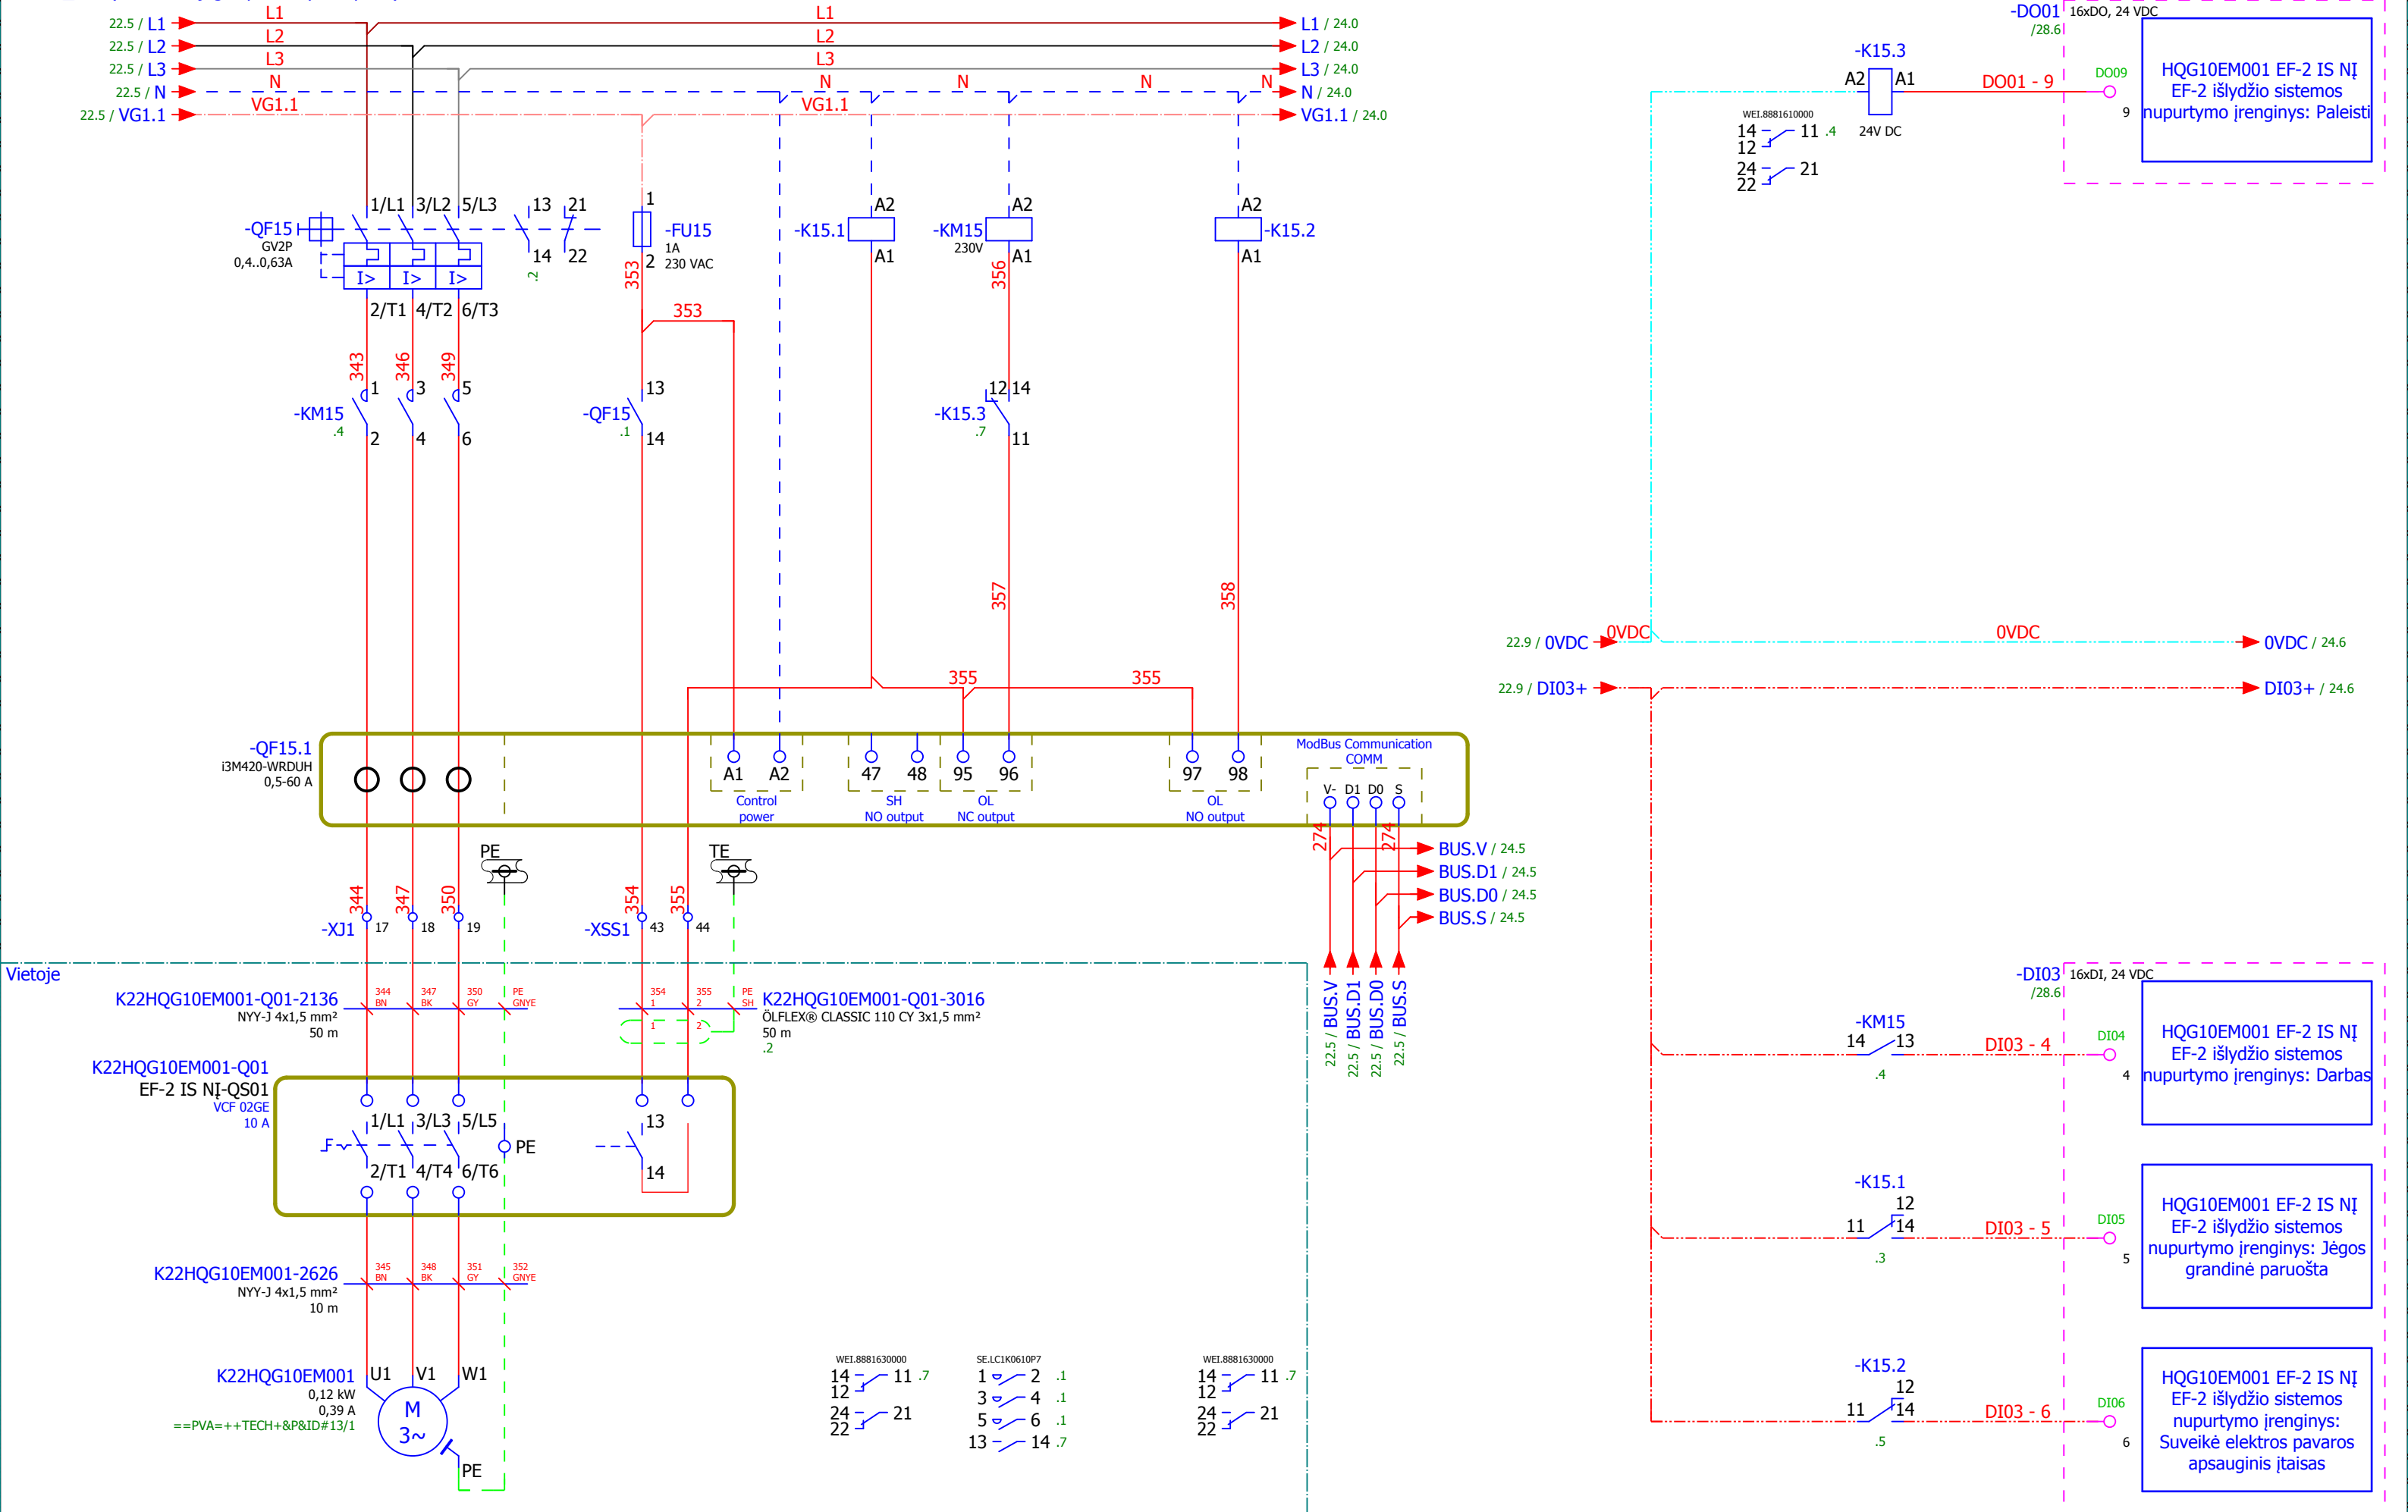 22.5 / L1
L1
L1
L1 / 24.0
22.5 / L2
L2
L2
L2 / 24.0
22.5 / L3
L3
L3
L3 / 24.0
22.5 / N
N
N
N
N
N
N / 24.0
22.5 / VG1.1
VG1.1
VG1.1
VG1.1 / 24.0
-QF15
GV2P
0,4..0,63A
1/L1
3/L2
5/L3
13
21
14
22
.2
I>
I>
I>
2/T1
4/T2
6/T3
1
-FU15
1A
230 VAC
2
353
353
-K15.1
A2
A1
-KM15
230V
A2
A1
356
-K15.2
A2
A1
343
346
349
-KM15
.4
1
3
5
2
4
6
-QF15
.1
13
14
-K15.3
.7
12
14
11
357
358
355
355
-QF15.1
i3M420-WRDUH
0,5-60 A
A1
A2
Control
power
47
48
SH
NO output
95
96
OL
NC output
97
98
OL
NO output
ModBus Communication
COMM
V-
D1
D0
S
274
274
BUS.V / 24.5
BUS.D1 / 24.5
BUS.D0 / 24.5
BUS.S / 24.5
22.5 / BUS.V
22.5 / BUS.D1
22.5 / BUS.D0
22.5 / BUS.S
PE
TE
344
347
350
354
355
-XJ1
17
18
19
-XSS1
43
44
Vietoje
K22HQG10EM001-Q01-2136
NYY-J 4x1,5 mm²
50 m
344
BN
347
BK
350
GY
PE
GNYE
354
1
355
2
PE
SH
1
2
K22HQG10EM001-Q01-3016
ÖLFLEX® CLASSIC 110 CY 3x1,5 mm²
50 m
.2
K22HQG10EM001-Q01
EF-2 IS NĮ-QS01
VCF 02GE
10 A
1/L1
3/L3
5/L5
2/T1
4/T4
6/T6
PE
13
14
K22HQG10EM001-2626
NYY-J 4x1,5 mm²
10 m
345
BN
348
BK
351
GY
352
GNYE
K22HQG10EM001
0,12 kW
0,39 A
==PVA=++TECH+&P&ID#13/1
U1
V1
W1
M
3~
PE
WEI.8881630000
14
11 .7
12
24
21
22
SE.LC1K0610P7
1
2 .1
3
4 .1
5
6 .1
13
14 .7
WEI.8881630000
14
11 .7
12
24
21
22
-DO01
/28.6
16xDO, 24 VDC
-K15.3
A2
A1
24V DC
DO01 - 9
DO09
9
HQG10EM001 EF-2 IS NĮ
EF-2 išlydžio sistemos
nupurtymo įrenginys: Paleisti
WEI.8881610000
14
11 .4
12
24
21
22
22.9 / 0VDC
0VDC
0VDC
0VDC / 24.6
22.9 / DI03+
DI03+ / 24.6
-DI03
/28.6
16xDI, 24 VDC
-KM15
14
13
.4
DI03 - 4
DI04
4
HQG10EM001 EF-2 IS NĮ
EF-2 išlydžio sistemos
nupurtymo įrenginys: Darbas
-K15.1
12
11
14
.3
DI03 - 5
DI05
5
HQG10EM001 EF-2 IS NĮ
EF-2 išlydžio sistemos
nupurtymo įrenginys: Jėgos
grandinė paruošta
-K15.2
12
11
14
.5
DI03 - 6
DI06
6
HQG10EM001 EF-2 IS NĮ
EF-2 išlydžio sistemos
nupurtymo įrenginys:
Suveikė elektros pavaros
apsauginis įtaisas